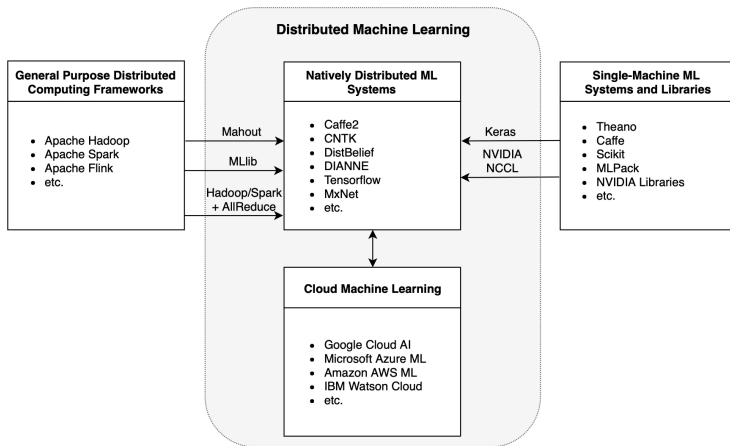 Distributed Machine Learning
General Purpose Distributed
Computing Frameworks
• Apache Hadoop
• Apache Spark
• Apache Flink
• etc.
Mahout
MLlib
Hadoop/Spark
+ AllReduce
Natively Distributed ML
Systems
• Caffe2
• CNTK
• DistBelief
• DIANNE
• Tensorflow
• MxNet
• etc.
Keras
NVIDIA
NCCL
Single-Machine ML
Systems and Libraries
• Theano
• Caffe
• Scikit
• MLPack
• NVIDIA Libraries
• etc.
Cloud Machine Learning
• Google Cloud AI
• Microsoft Azure ML
• Amazon AWS ML
• IBM Watson Cloud
• etc.